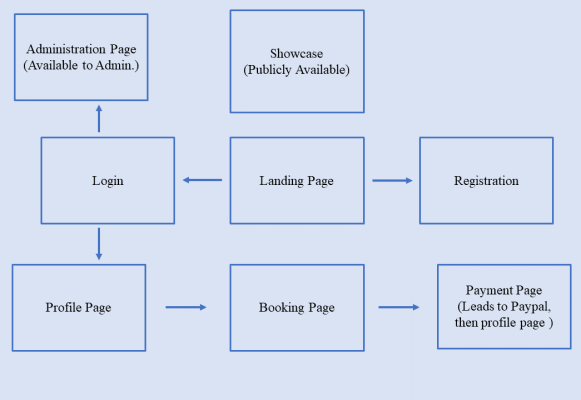 Administration Page
(Available to Admin.)
Showcase
(Publicly Available)
Login
Landing Page
Registration
Profile Page
Booking Page
Payment Page
(Leads to Paypal,
then profile page )